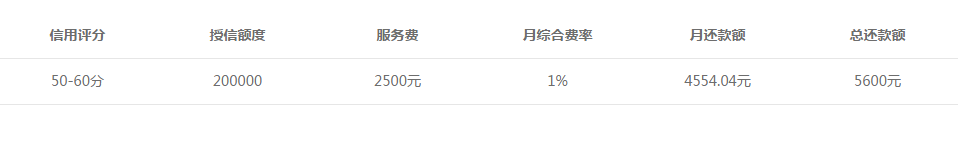 信用评分 授信额度 服务费 月综合费率 月还款额 总还款额
50-60分 200000 2500元 1% 4554.04元 5600元